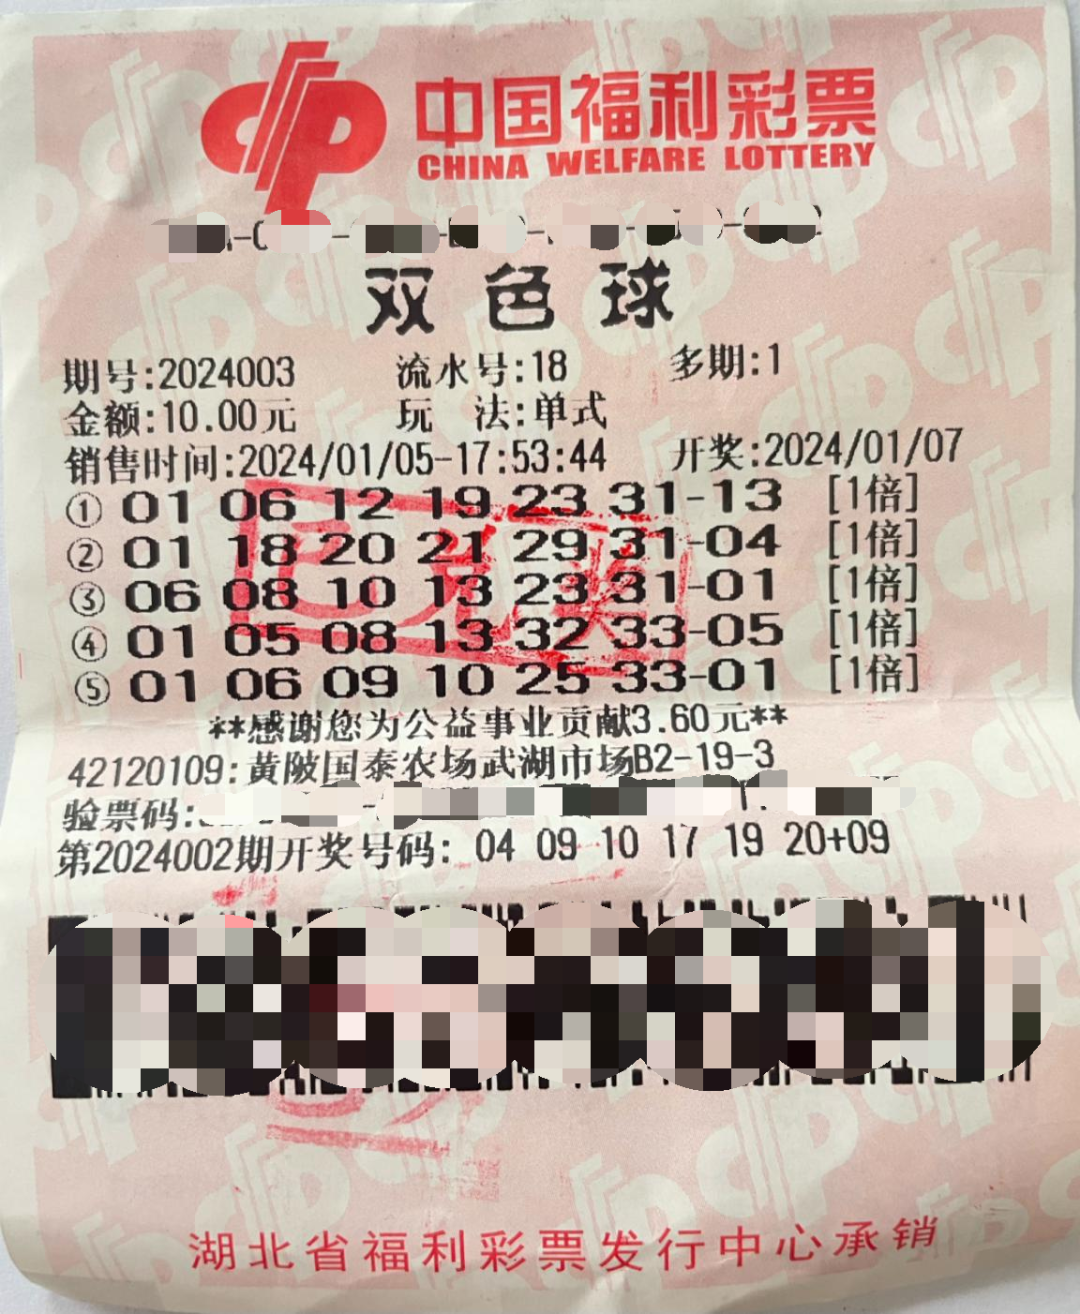 中国福利彩票
CHINA WELFARE LOTTERY
双色球
期号:2024003 流水号:18 多期:1
金额:10.00元 玩 法:单式
销售时间:2024/01/05-17:53:44 开奖:2024/01/07
① 01 06 12 19 23 31-13 [1倍]
② 01 18 20 21 29 31-04 [1倍]
③ 06 08 10 13 23 31-01 [1倍]
④ 01 05 08 13 32 33-05 [1倍]
⑤ 01 06 09 10 25 33-01 [1倍]
已兑奖
**感谢您为公益事业贡献3.60元**
42120109:黄陂国泰农场武湖市场B2-19-3
验票码:
第2024002期开奖号码: 04 09 10 17 19 20+09
湖北省福利彩票发行中心承销